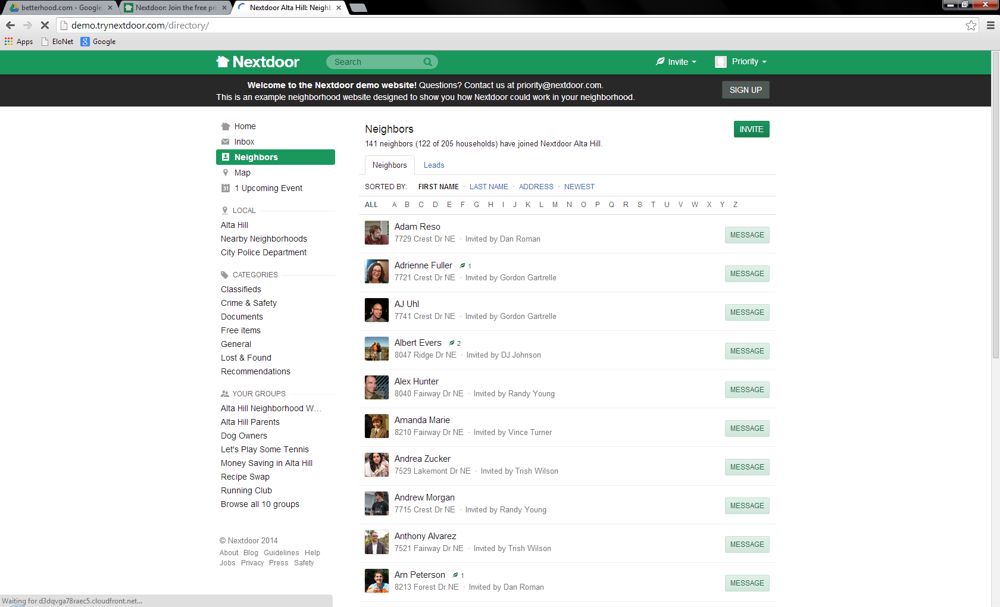 betterhood.com - Google
Nextdoor: Join the free pri
Nextdoor Alta Hill: Neighb
demo.trynextdoor.com/directory/
Apps
EloNet
Google
Nextdoor
Search
Invite
Priority
Welcome to the Nextdoor demo website! Questions? Contact us at priority@nextdoor.com.
This is an example neighborhood website designed to show you how Nextdoor could work in your neighborhood.
SIGN UP
Home
Inbox
Neighbors
Map
31 1 Upcoming Event
LOCAL
Alta Hill
Nearby Neighborhoods
City Police Department
CATEGORIES
Classifieds
Crime & Safety
Documents
Free items
General
Lost & Found
Recommendations
YOUR GROUPS
Alta Hill Neighborhood W...
Alta Hill Parents
Dog Owners
Let's Play Some Tennis
Money Saving in Alta Hill
Recipe Swap
Running Club
Browse all 10 groups
© Nextdoor 2014
About Blog Guidelines Help
Jobs Privacy Press Safety
Neighbors
INVITE
141 neighbors (122 of 205 households) have joined Nextdoor Alta Hill.
Neighbors Leads
SORTED BY: FIRST NAME · LAST NAME · ADDRESS · NEWEST
ALL A B C D E F G H I J K L M N O P Q R S T U V W X Y Z
Adam Reso
7729 Crest Dr NE · Invited by Dan Roman
MESSAGE
Adrienne Fuller 1
7721 Crest Dr NE · Invited by Gordon Gartrelle
MESSAGE
AJ Uhl
7741 Crest Dr NE · Invited by Gordon Gartrelle
MESSAGE
Albert Evers 2
8047 Ridge Dr NE · Invited by DJ Johnson
MESSAGE
Alex Hunter
8040 Fairway Dr NE · Invited by Randy Young
MESSAGE
Amanda Marie
8210 Fairway Dr NE · Invited by Vince Turner
MESSAGE
Andrea Zucker
7529 Lakemont Dr NE · Invited by Trish Wilson
MESSAGE
Andrew Morgan
7715 Crest Dr NE · Invited by Randy Young
MESSAGE
Anthony Alvarez
7521 Fairway Dr NE · Invited by Trish Wilson
MESSAGE
Arn Peterson 1
8213 Forest Dr NE · Invited by Dan Roman
MESSAGE
Waiting for d3dqvga78raec5.cloudfront.net...